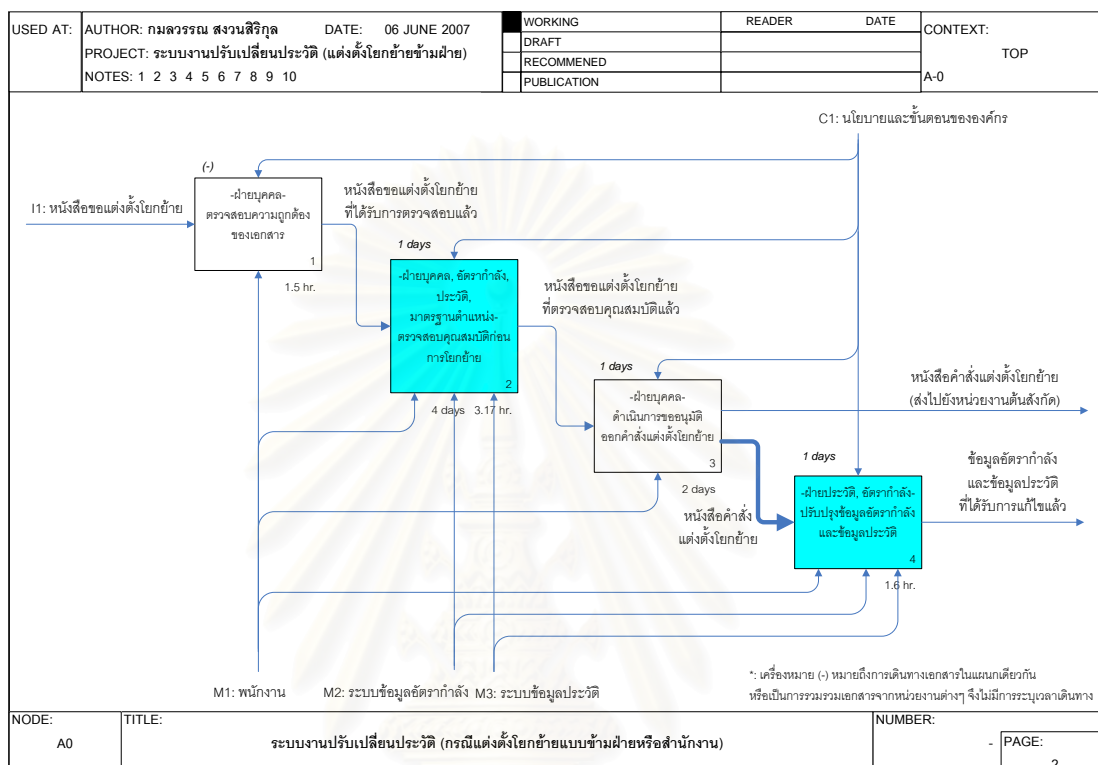 USED AT:
AUTHOR: กมลวรรณ สงวนสิริกุล DATE: 06 JUNE 2007
PROJECT: ระบบงานปรับเปลี่ยนประวัติ (แต่งตั้งโยกย้ายข้ามฝ่าย)
NOTES: 1 2 3 4 5 6 7 8 9 10
WORKING
DRAFT
RECOMMENED
PUBLICATION
READER DATE
CONTEXT:
TOP
A-0
C1: นโยบายและขั้นตอนขององค์กร
(-)
I1: หนังสือขอแต่งตั้งโยกย้าย
-ฝ่ายบุคคล-
ตรวจสอบความถูกต้อง
ของเอกสาร
1
1.5 hr.
หนังสือขอแต่งตั้งโยกย้าย
ที่ได้รับการตรวจสอบแล้ว
1 days
-ฝ่ายบุคคล, อัตรากำลัง,
ประวัติ,
มาตรฐานตำแหน่ง-
ตรวจสอบคุณสมบัติก่อน
การโยกย้าย
2
4 days 3.17 hr.
หนังสือขอแต่งตั้งโยกย้าย
ที่ตรวจสอบคุณสมบัติแล้ว
1 days
-ฝ่ายบุคคล-
ดำเนินการขออนุมัติ
ออกคำสั่งแต่งตั้งโยกย้าย
3
2 days
หนังสือคำสั่งแต่งตั้งโยกย้าย
(ส่งไปยังหน่วยงานต้นสังกัด)
หนังสือคำสั่ง
แต่งตั้งโยกย้าย
1 days
-ฝ่ายประวัติ, อัตรากำลัง-
ปรับปรุงข้อมูลอัตรากำลัง
และข้อมูลประวัติ
4
1.6 hr.
ข้อมูลอัตรากำลัง
และข้อมูลประวัติ
ที่ได้รับการแก้ไขแล้ว
M1: พนักงาน M2: ระบบข้อมูลอัตรากำลัง M3: ระบบข้อมูลประวัติ
*: เครื่องหมาย (-) หมายถึงการเดินทางเอกสารในแผนกเดียวกัน
หรือเป็นการรวมรวมเอกสารจากหน่วยงานต่างๆ จึงไม่มีการระบุเวลาเดินทาง
NODE:
A0
TITLE:
ระบบงานปรับเปลี่ยนประวัติ (กรณีแต่งตั้งโยกย้ายแบบข้ามฝ่ายหรือสำนักงาน)
NUMBER:
-
PAGE:
2